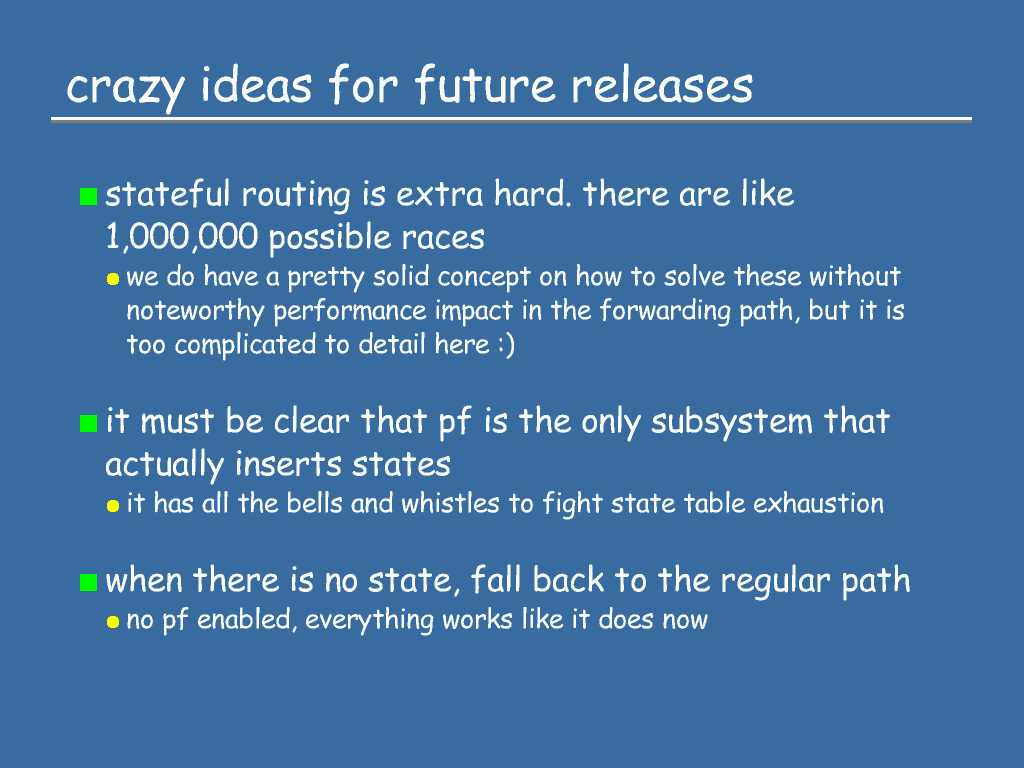 crazy ideas for future releases
stateful routing is extra hard. there are like
1,000,000 possible races
we do have a pretty solid concept on how to solve these without
noteworthy performance impact in the forwarding path, but it is
too complicated to detail here :)
it must be clear that pf is the only subsystem that
actually inserts states
it has all the bells and whistles to fight state table exhaustion
when there is no state, fall back to the regular path
no pf enabled, everything works like it does now